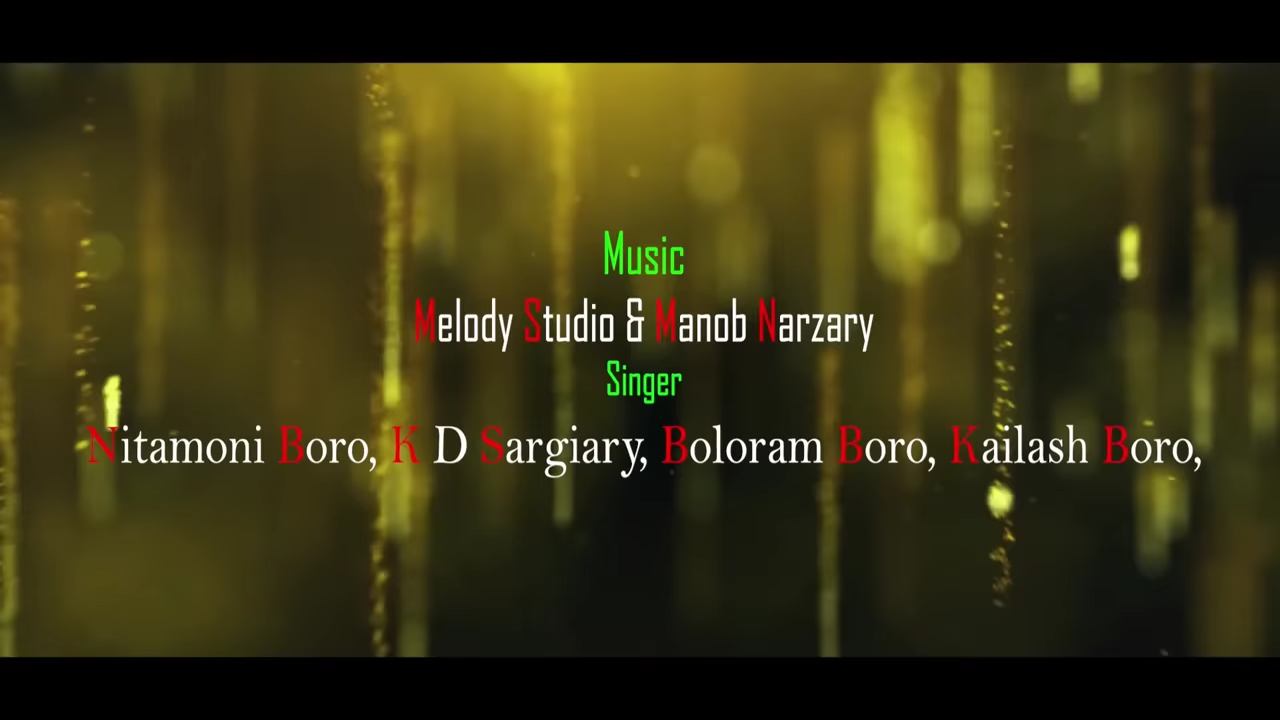 Music
Melody Studio & Manob Narzary
Singer
Nitamoni Boro, K D Sargiary, Boloram Boro, Kailash Boro,